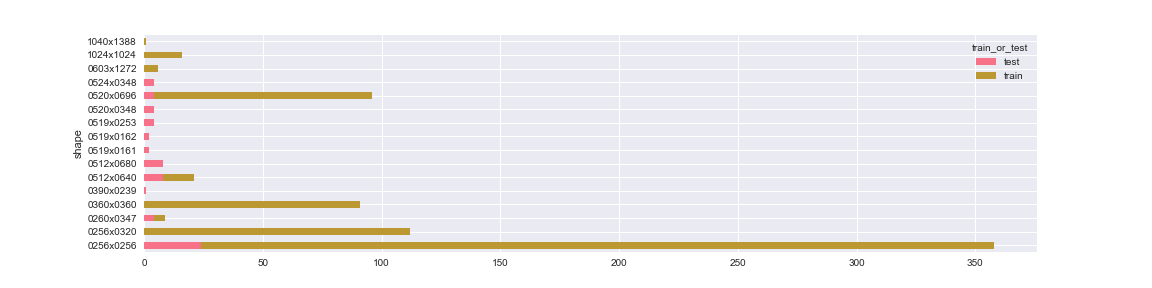 1040x1388
1024x1024
train_or_test
0603x1272
test
0524x0348
train
0520x0696
0520x0348
0519x0253
0519x0162
shape
0519x0161
0512x0680
0512x0640
0390x0239
0360x0360
0260x0347
0256x0320
0256x0256
0 50 100 150 200 250 300 350